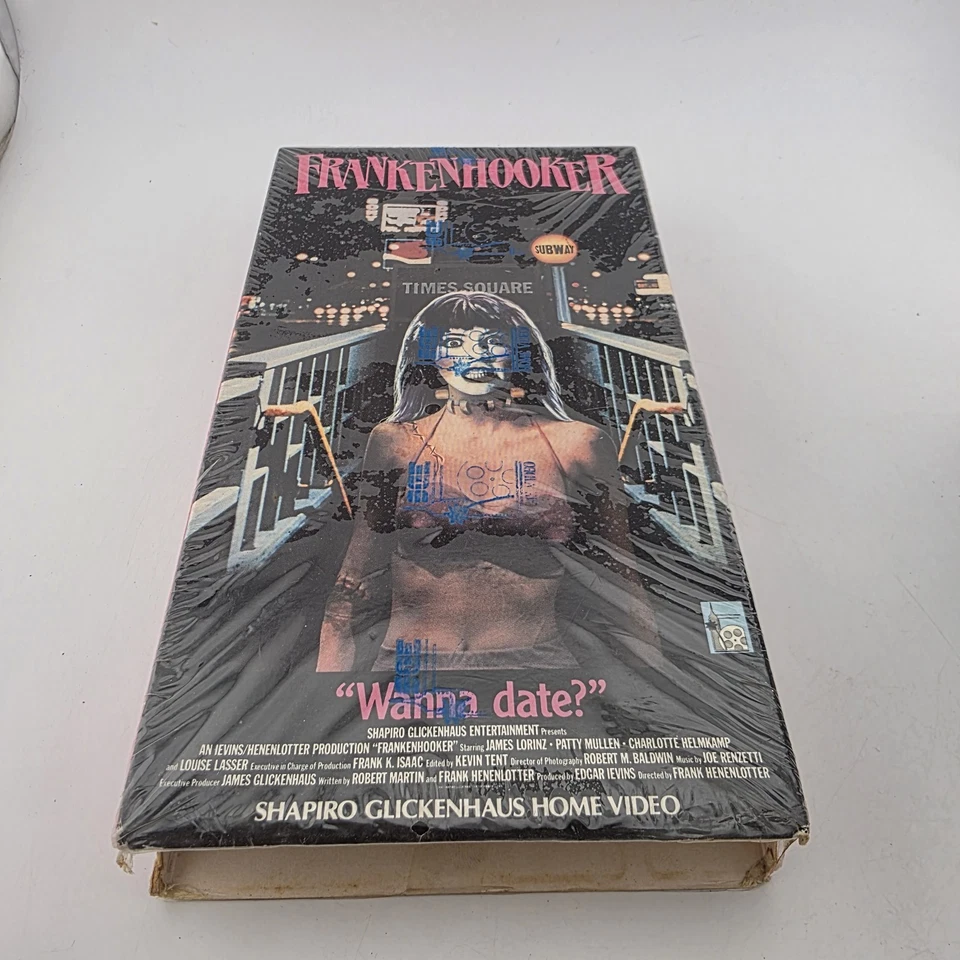 FRANKENHOOKER
SUBWAY
TIMES SQUARE
“Wanna date?”
SHAPIRO GLICKENHAUS ENTERTAINMENT Presents
AN IEVINS/HENENLOTTER PRODUCTION “FRANKENHOOKER” Starring JAMES LORINZ · PATTY MULLEN · CHARLOTTE HELMKAMP
and LOUISE LASSER Executive in Charge of Production FRANK K. ISAAC Edited by KEVIN TENT Director of Photography ROBERT M. BALDWIN Music by JOE RENZETTI
Executive Producer JAMES GLICKENHAUS Written by ROBERT MARTIN and FRANK HENENLOTTER Produced by EDGAR IEVINS Directed by FRANK HENENLOTTER
SHAPIRO GLICKENHAUS HOME VIDEO